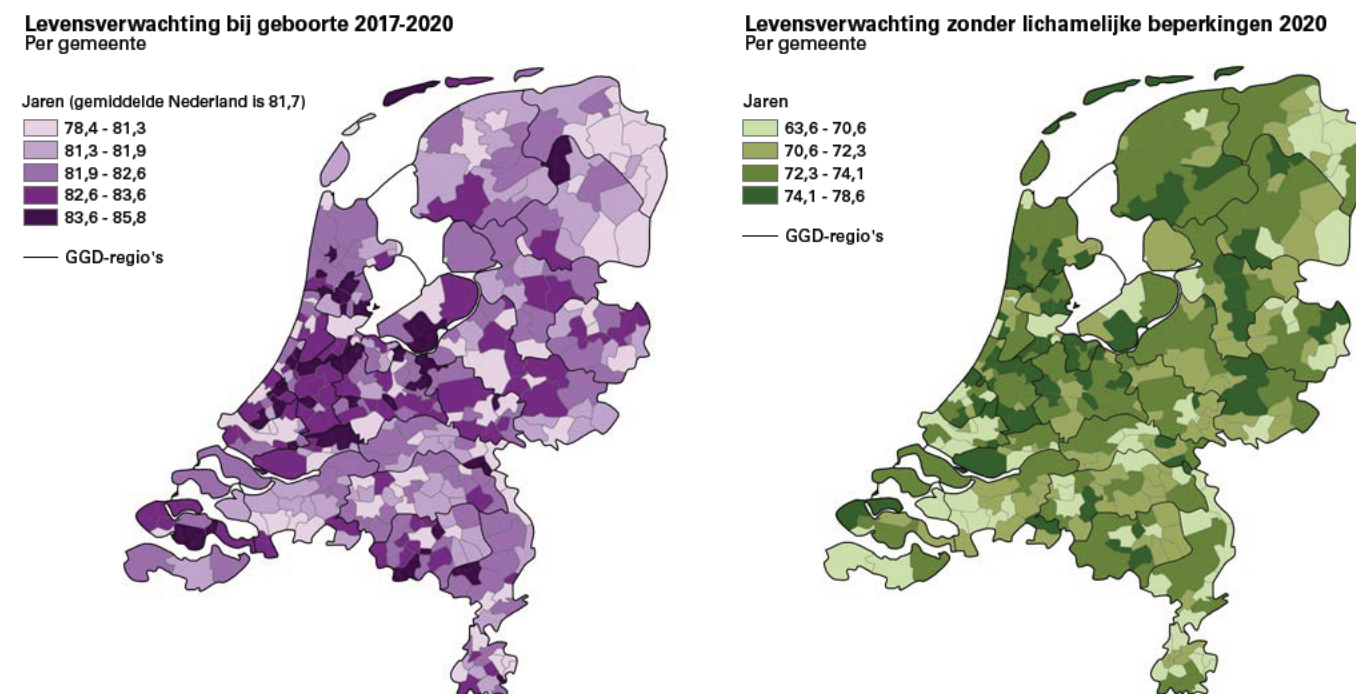 Levensverwachting bij geboorte 2017-2020
Per gemeente
Jaren (gemiddelde Nederland is 81,7)
78,4 - 81,3
81,3 - 81,9
81,9 - 82,6
82,6 - 83,6
83,6 - 85,8
GGD-regio's
Levensverwachting zonder lichamelijke beperkingen 2020
Per gemeente
Jaren
63,6 - 70,6
70,6 - 72,3
72,3 - 74,1
74,1 - 78,6
GGD-regio's